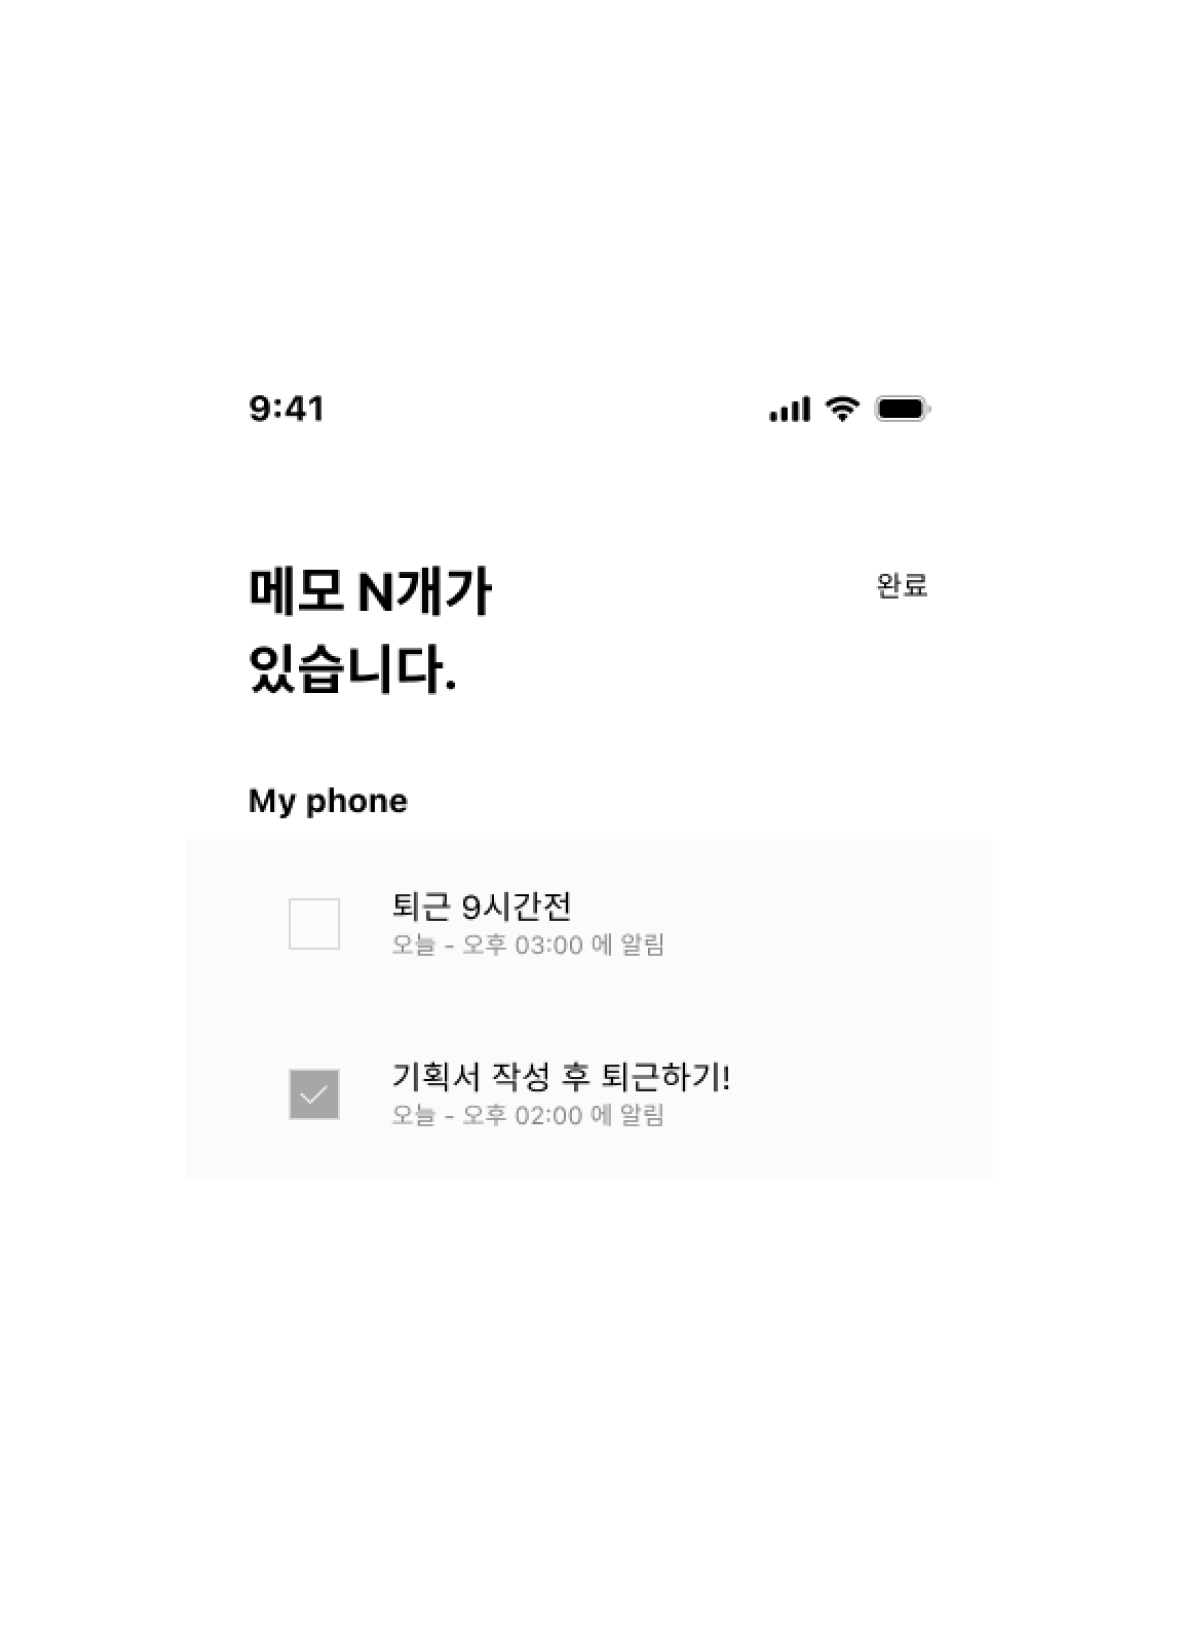 9:41
메모 N개가
완료
있습니다.
My phone
퇴근 9시간전
오늘 - 오후 03:00 에 알림
기획서 작성 후 퇴근하기!
오늘 - 오후 02:00 에 알림